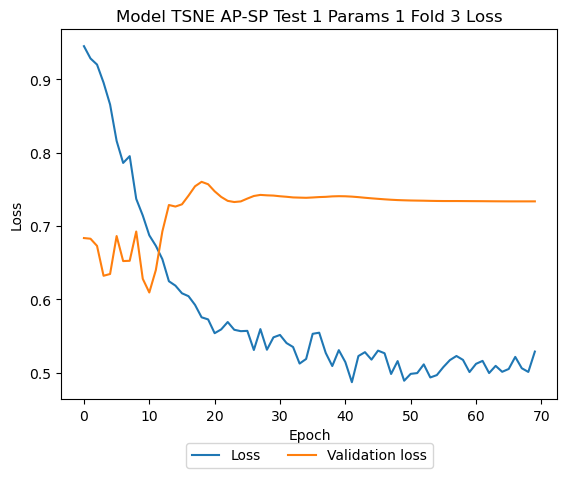 Model TSNE AP-SP Test 1 Params 1 Fold 3 Loss
0.9
0.8
0.7
0.6
0.5
Loss
0 10 20 30 40 50 60 70
Epoch
Loss Validation loss